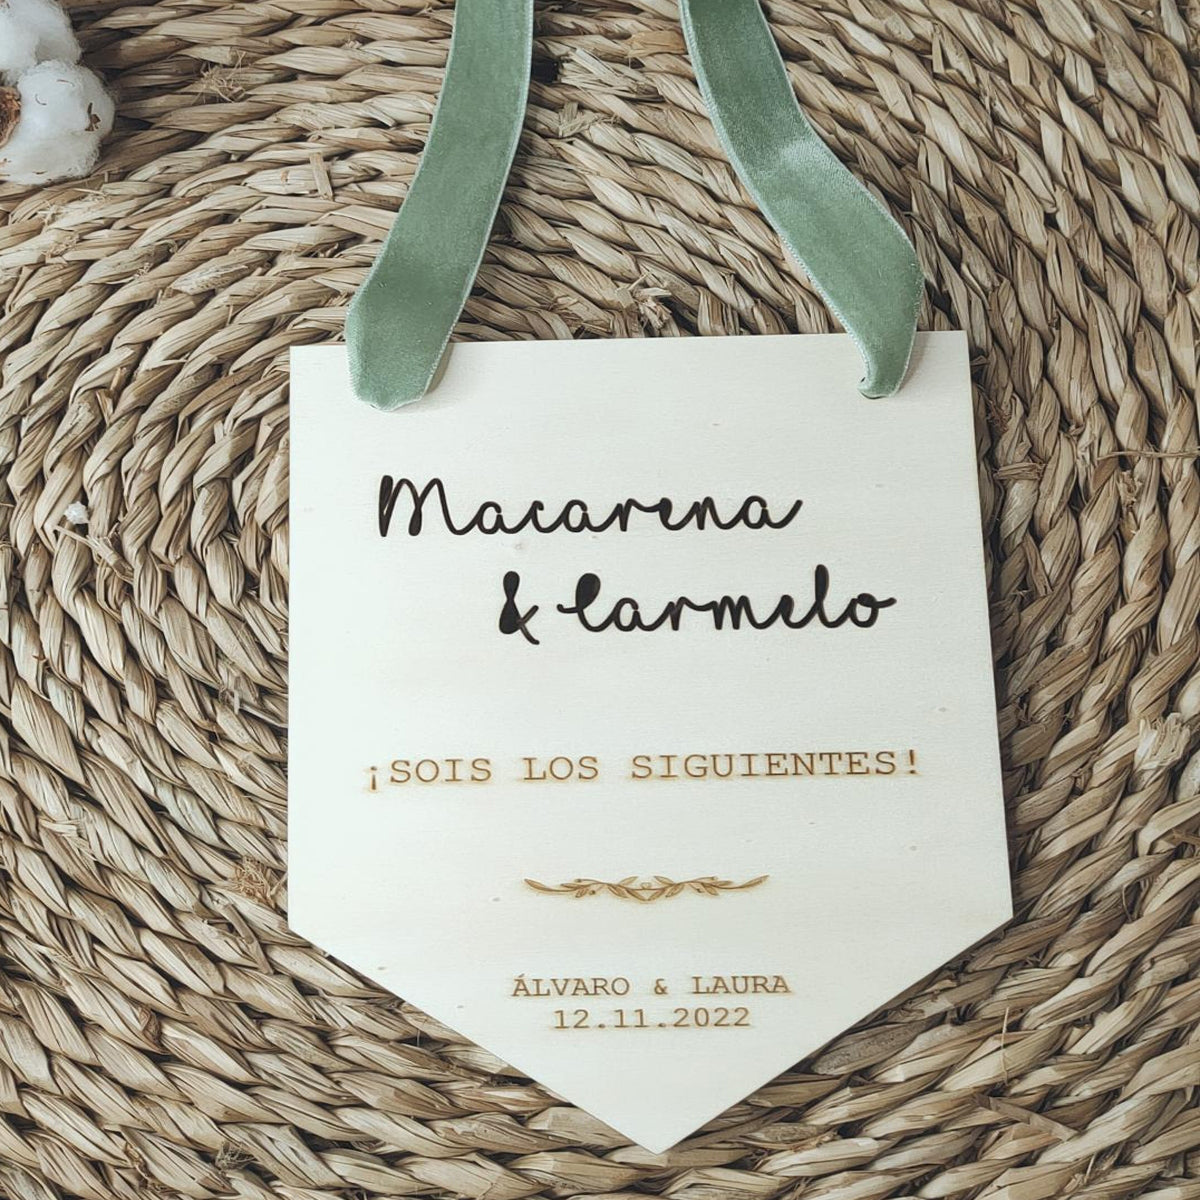 Macarena
& Carmelo
¡SOIS LOS SIGUIENTES!
ÁLVARO & LAURA
12.11.2022